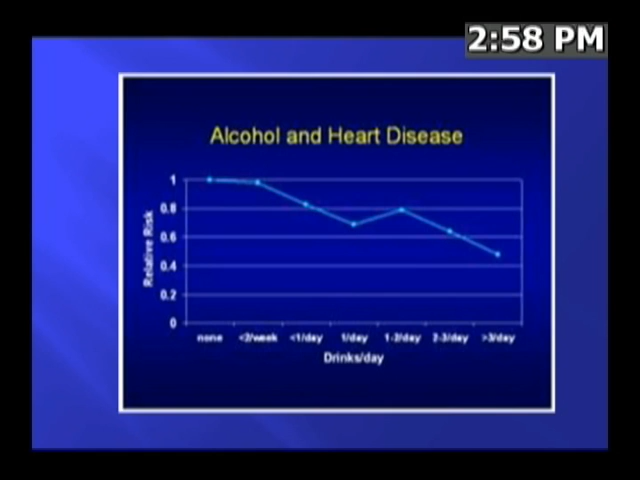 2:58 PM
Alcohol and Heart Disease
Relative Risk
1
0.8
0.6
0.4
0.2
0
none <2/week <1/day 1/day 1-2/day 2-3/day >3/day
Drinks/day